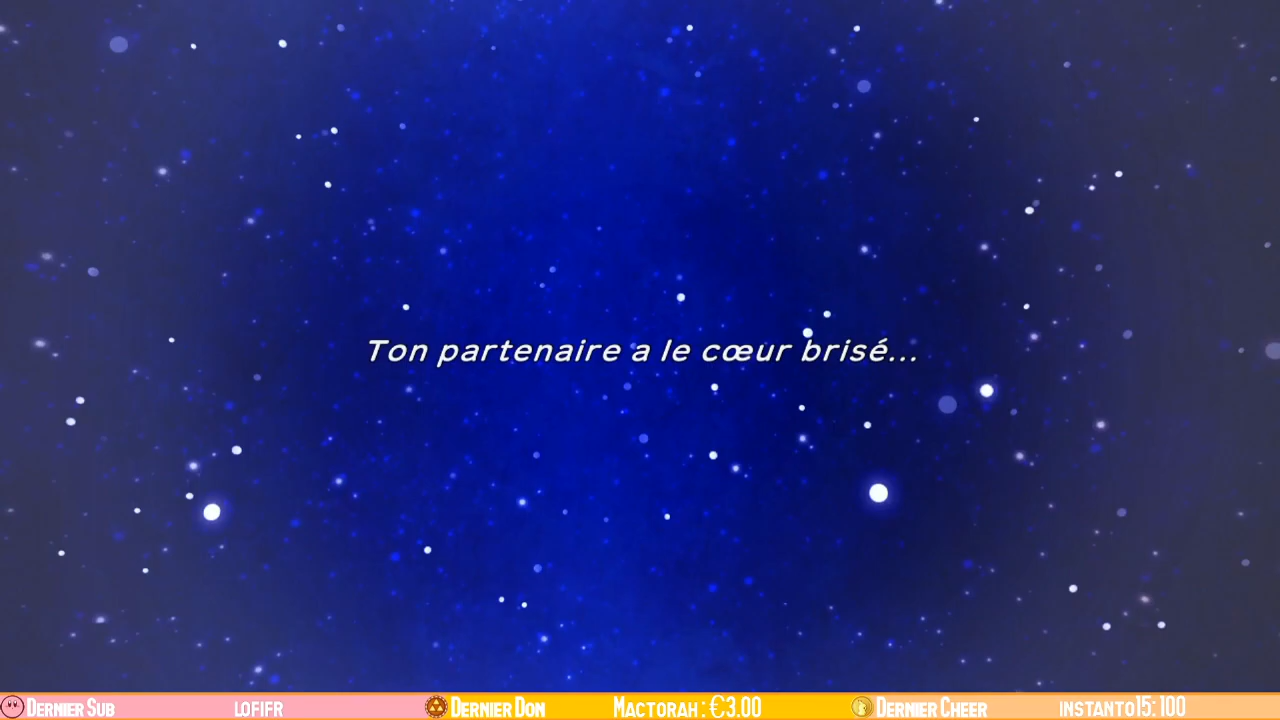 Ton partenaire a le cœur brisé...
Dernier Sub lofifr Dernier Don Mactorah : €3.00 Dernier Cheer instanto15: 100